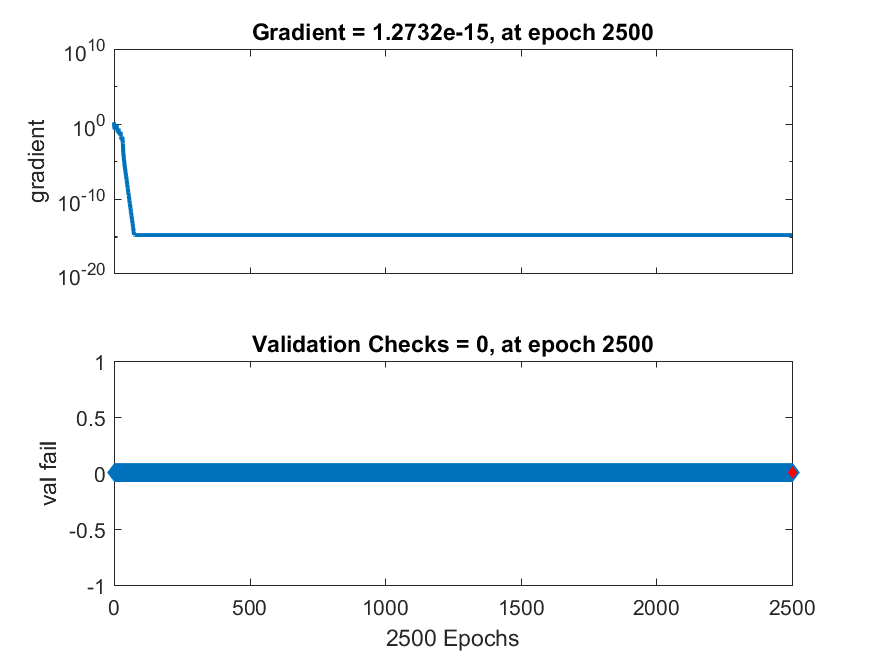 Gradient = 1.2732e-15, at epoch 2500
10^10
10^0
10^-10
10^-20
gradient
Validation Checks = 0, at epoch 2500
1
0.5
0
-0.5
-1
val fail
0 500 1000 1500 2000 2500
2500 Epochs